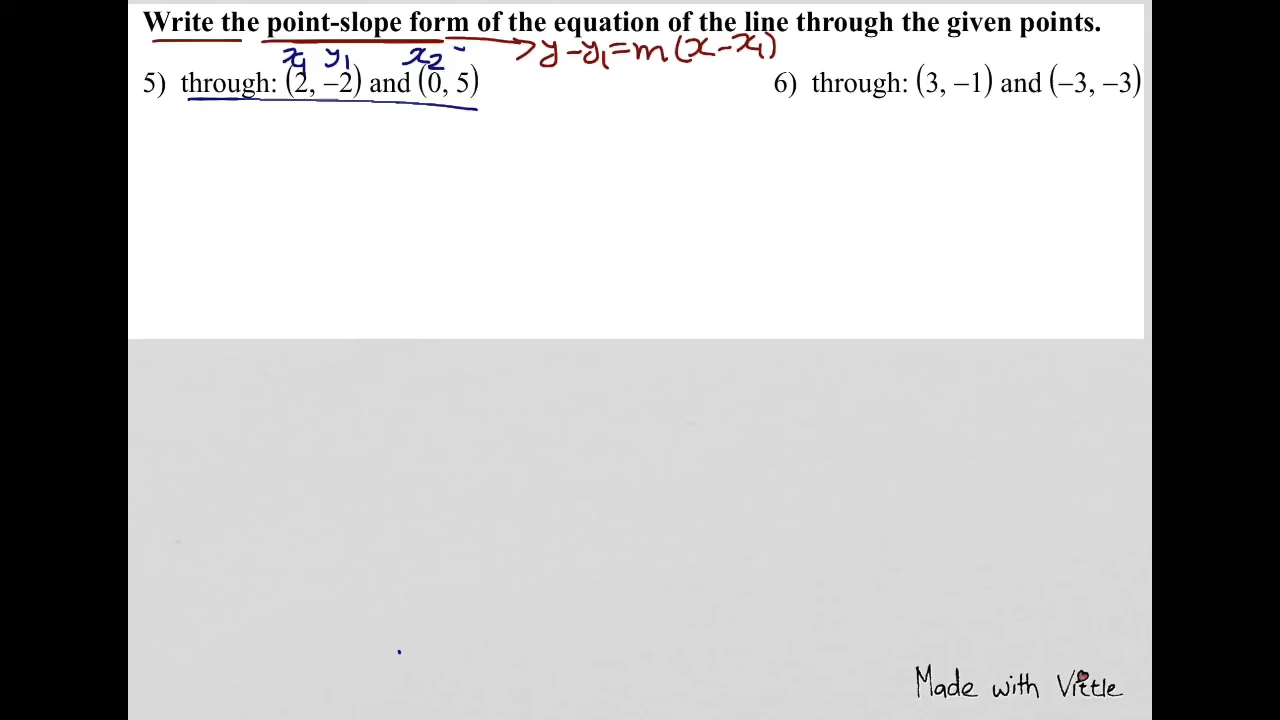 Write the point-slope form of the equation of the line through the given points.
y-y₁=m(x-x₁)
x₁ y₁ x₂
5) through: (2, −2) and (0, 5)
6) through: (3, −1) and (−3, −3)
Made with Vittle